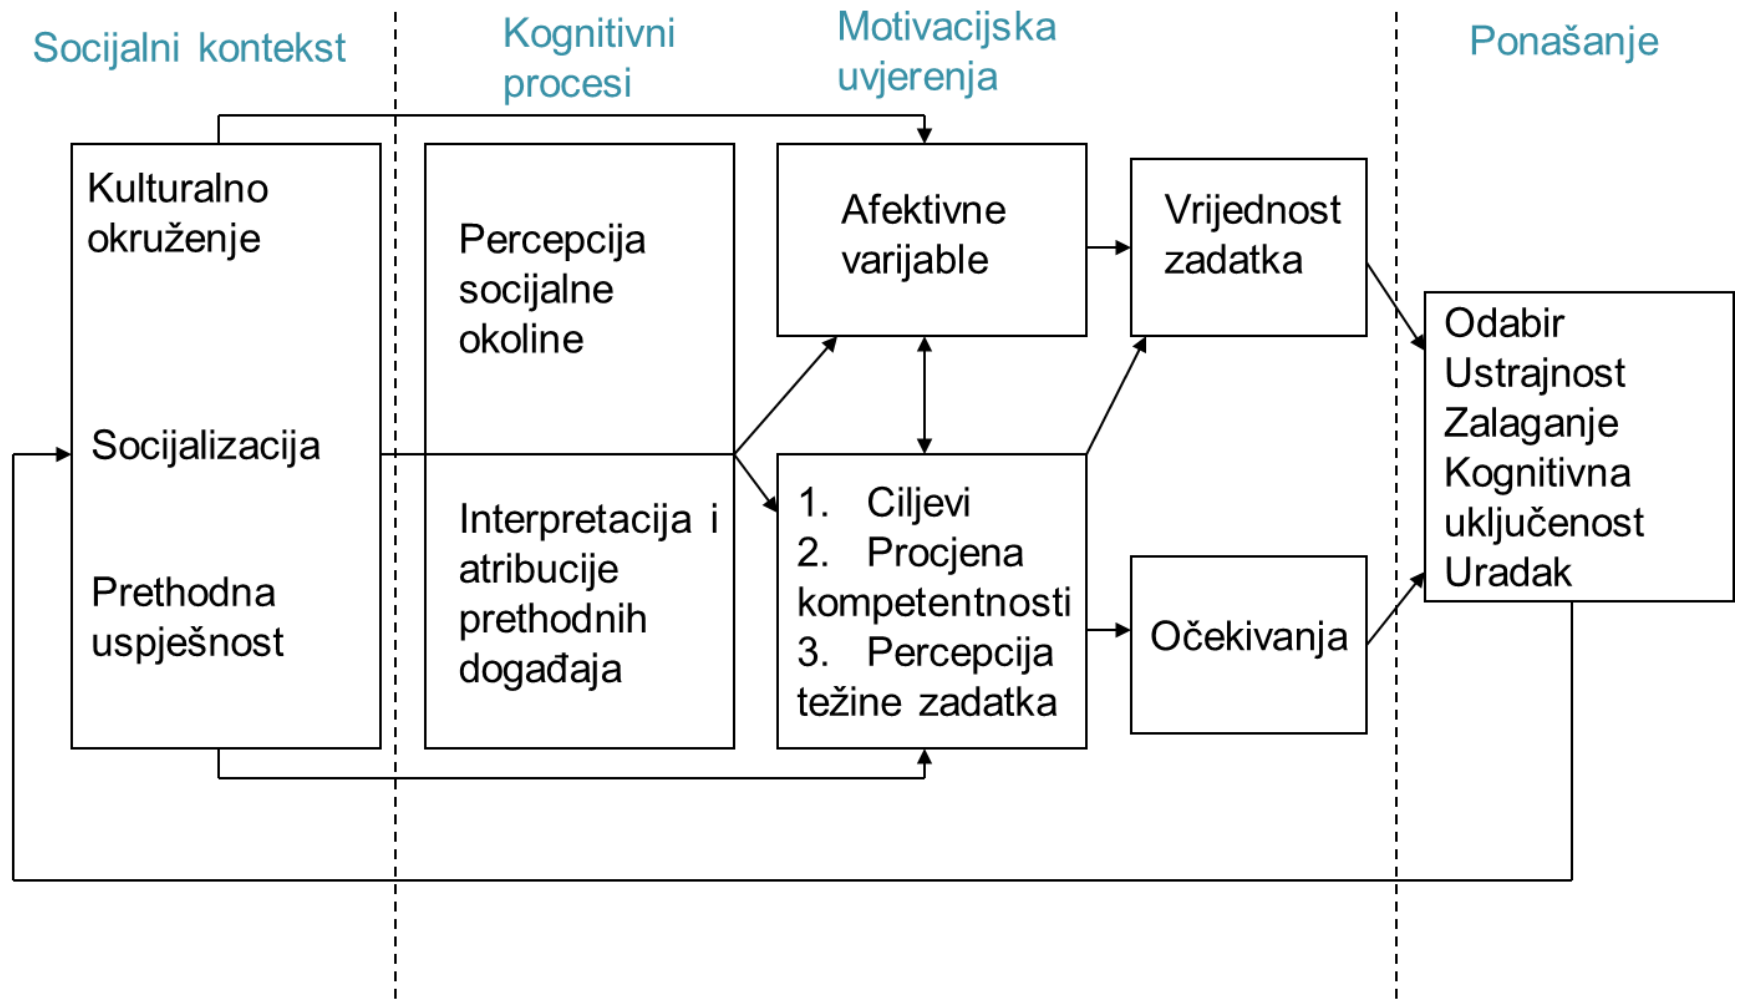 Socijalni kontekst
Kognitivni
procesi
Motivacijska
uvjerenja
Ponašanje
Kulturalno
okruženje
Socijalizacija
Prethodna
uspješnost
Percepcija
socijalne
okoline
Interpretacija i
atribucije
prethodnih
događaja
Afektivne
varijable
1. Ciljevi
2. Procjena
kompetentnosti
3. Percepcija
težine zadatka
Vrijednost
zadatka
Očekivanja
Odabir
Ustrajnost
Zalaganje
Kognitivna
uključenost
Uradak